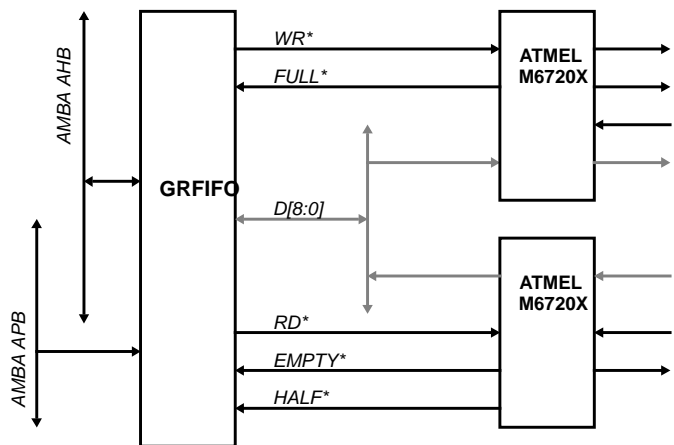 WR*
ATMEL
M6720X
FULL*
AMBA AHB
GRFIFO
D[8:0]
ATMEL
M6720X
RD*
AMBA APB
EMPTY*
HALF*